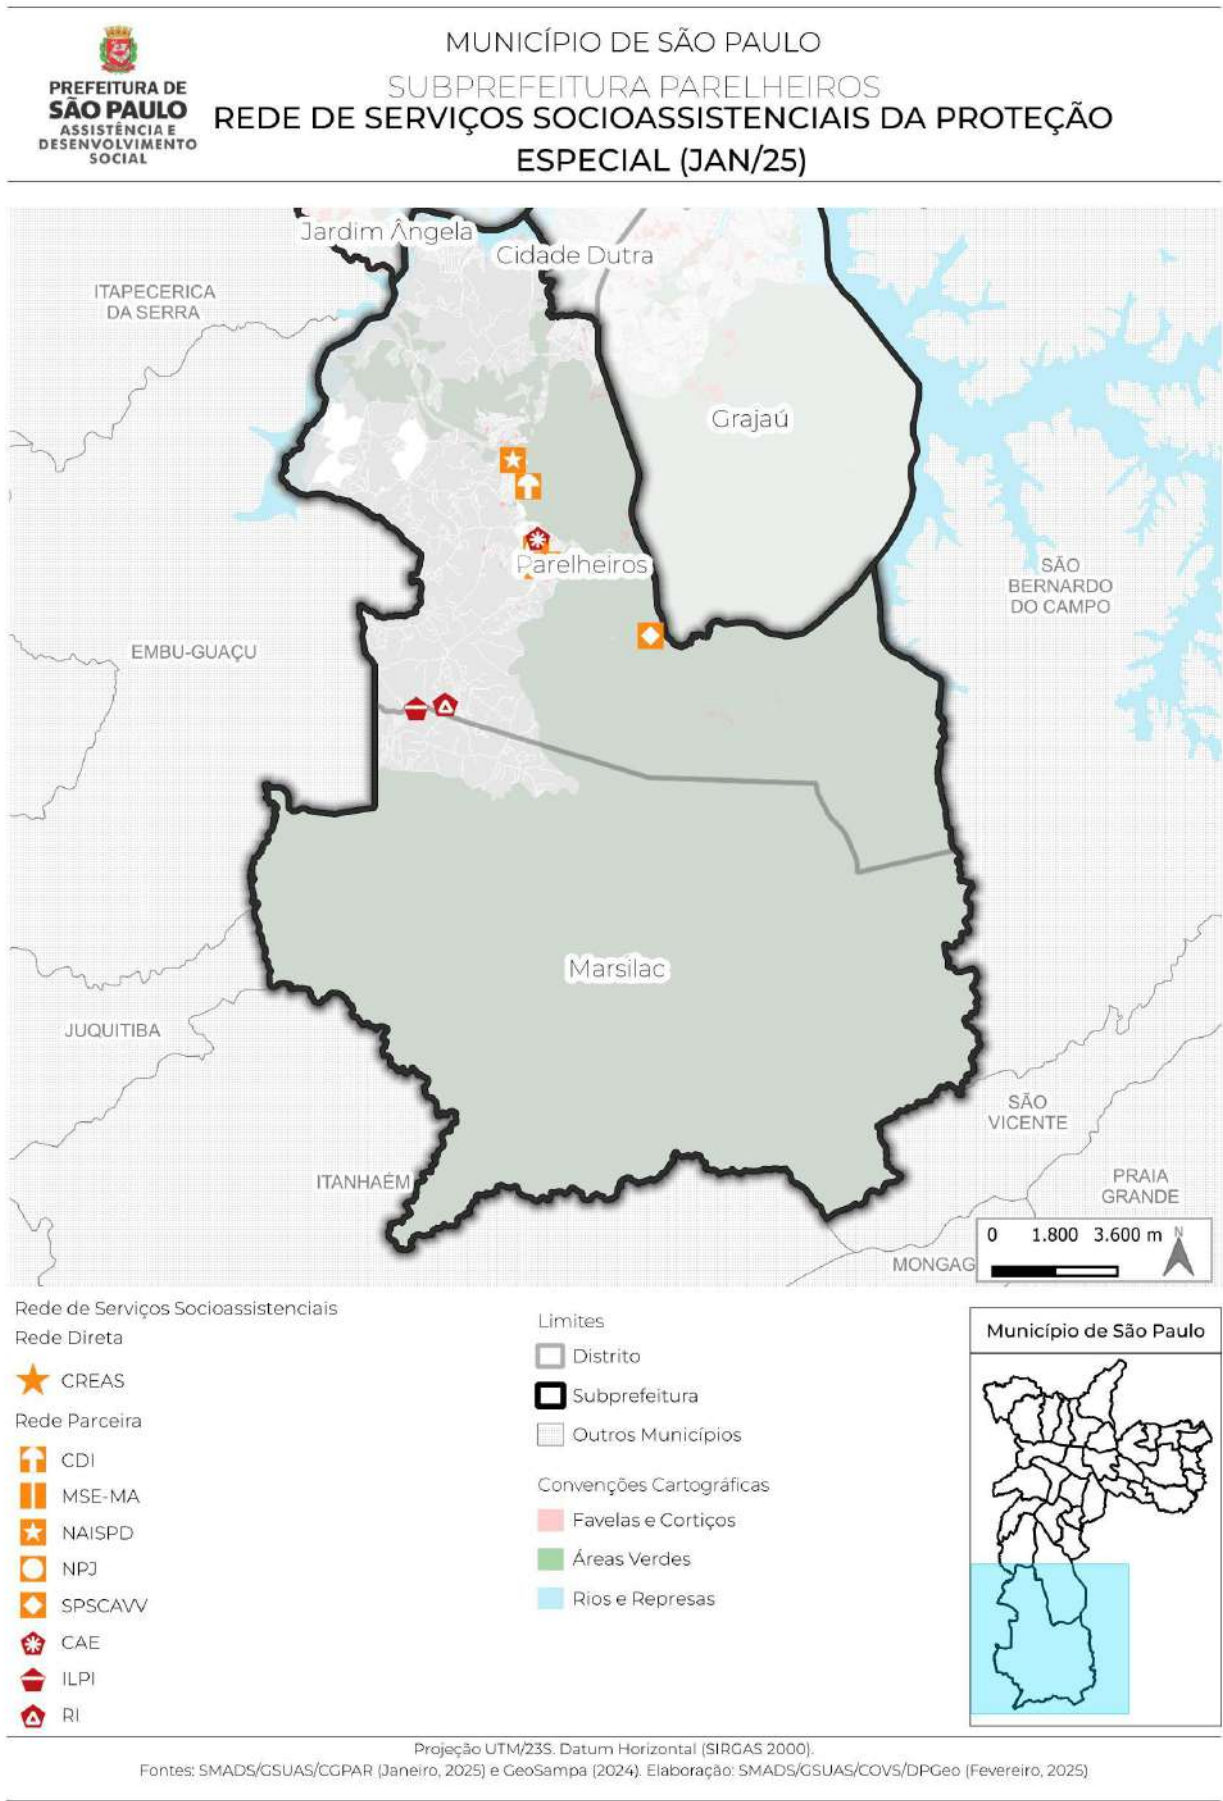 PREFEITURA DE
SÃO PAULO
ASSISTÊNCIA E
DESENVOLVIMENTO
SOCIAL
MUNICÍPIO DE SÃO PAULO
SUBPREFEITURA PARELHEIROS
REDE DE SERVIÇOS SOCIOASSISTENCIAIS DA PROTEÇÃO
ESPECIAL (JAN/25)
Jardim Ângela
Cidade Dutra
ITAPECERICA
DA SERRA
Grajaú
Parelheiros
SÃO
BERNARDO
DO CAMPO
EMBU-GUAÇU
Marsilac
JUQUITIBA
SÃO
VICENTE
ITANHAÉM
PRAIA
GRANDE
MONGAG
0 1.800 3.600 m
N
Rede de Serviços Socioassistenciais
Rede Direta
CREAS
Rede Parceira
CDI
MSE-MA
NAISPD
NPJ
SPSCAVV
CAE
ILPI
RI
Limites
Distrito
Subprefeitura
Outros Municípios
Convenções Cartográficas
Favelas e Cortiços
Áreas Verdes
Rios e Represas
Município de São Paulo
Projeção UTM/23S. Datum Horizontal (SIRGAS 2000).
Fontes: SMADS/GSUAS/CGPAR (Janeiro, 2025) e GeoSampa (2024). Elaboração: SMADS/GSUAS/COVS/DPGeo (Fevereiro, 2025)